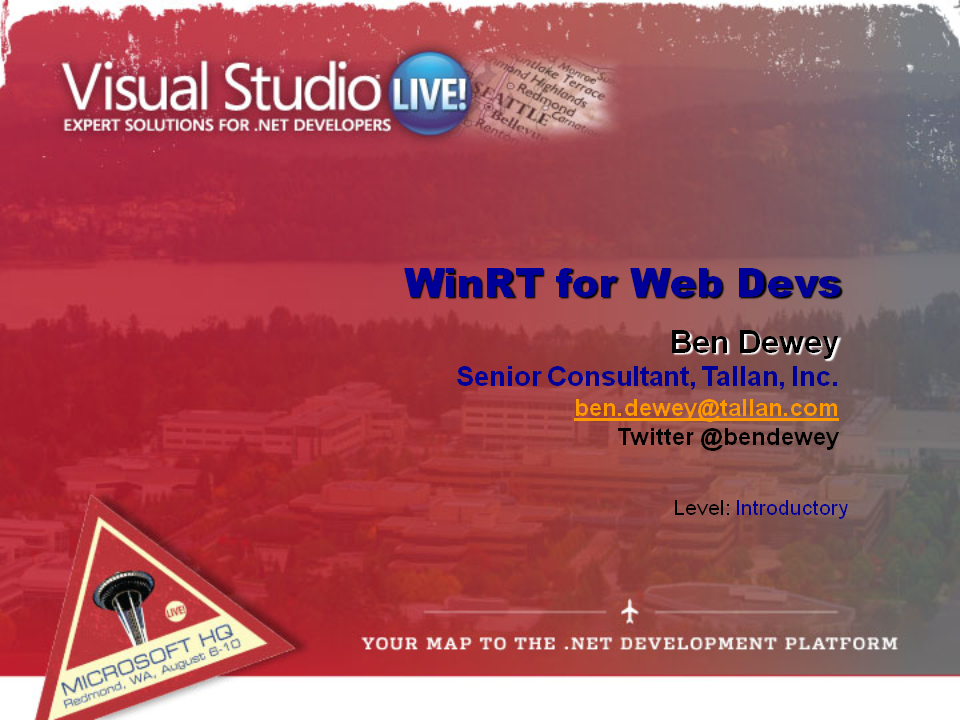 Visual Studio LIVE!
EXPERT SOLUTIONS FOR .NET DEVELOPERS
Monroe
Lake Terrace
Highlands
Redmond
SEATTLE
Renton
WinRT for Web Devs
Ben Dewey
Senior Consultant, Tallan, Inc.
ben.dewey@tallan.com
Twitter @bendewey
Level: Introductory
LIVE!
MICROSOFT HQ
Redmond, WA, August 6-10
YOUR MAP TO THE .NET DEVELOPMENT PLATFORM